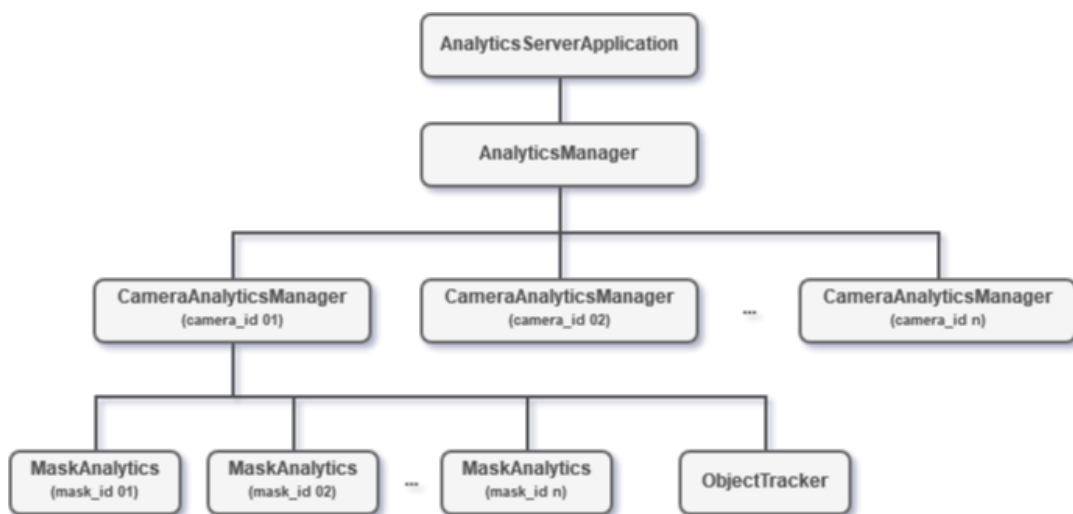 AnalyticsServerApplication
AnalyticsManager
CameraAnalyticsManager
(camera_id 01)
CameraAnalyticsManager
(camera_id 02)
...
CameraAnalyticsManager
(camera_id n)
MaskAnalytics
(mask_id 01)
MaskAnalytics
(mask_id 02)
...
MaskAnalytics
(mask_id n)
ObjectTracker